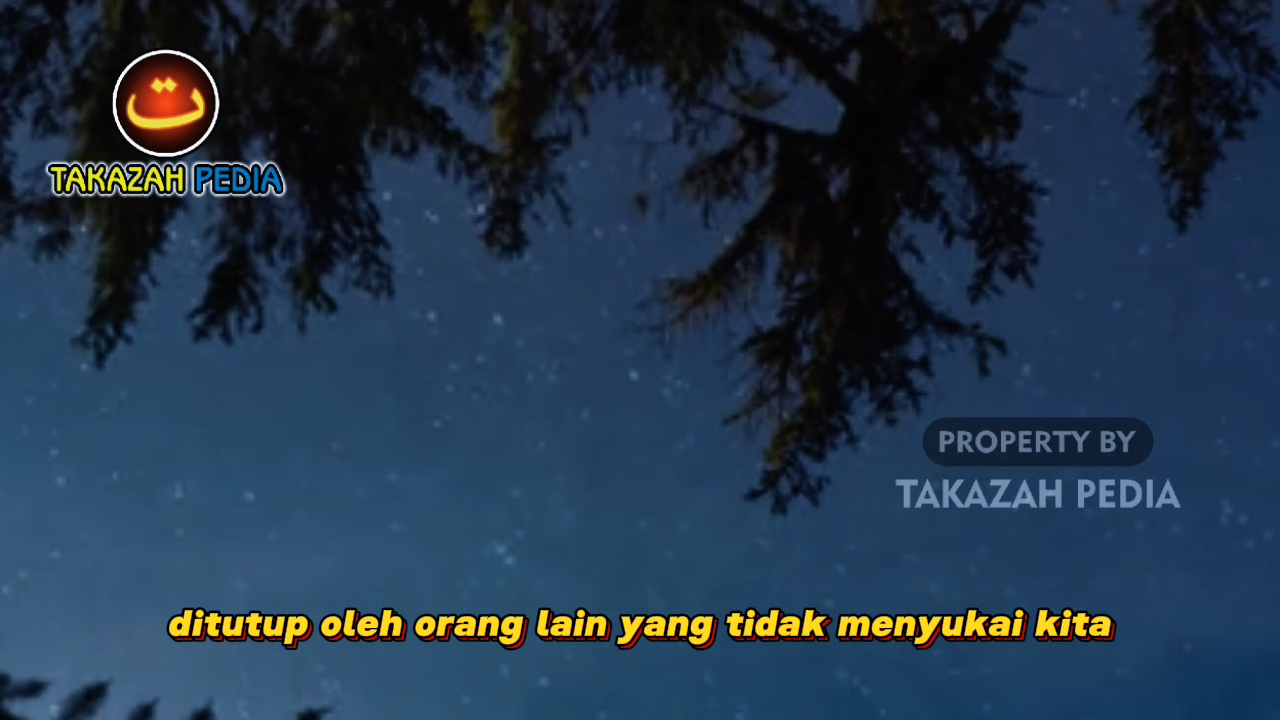 ت
TAKAZAH PEDIA
PROPERTY BY
TAKAZAH PEDIA
ditutup oleh orang lain yang tidak menyukai kita